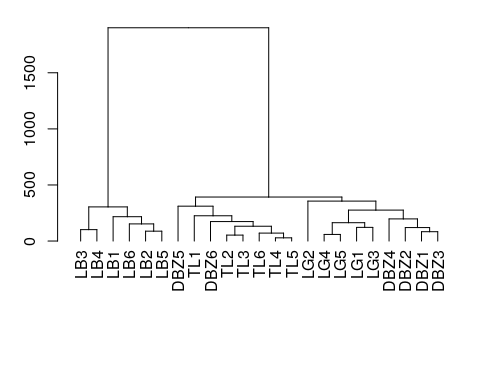 1500
1000
500
0
LB3
LB4
LB1
LB6
LB2
LB5
DBZ5
TL1
DBZ6
TL2
TL3
TL6
TL4
TL5
LG2
LG4
LG5
LG1
LG3
DBZ4
DBZ2
DBZ1
DBZ3